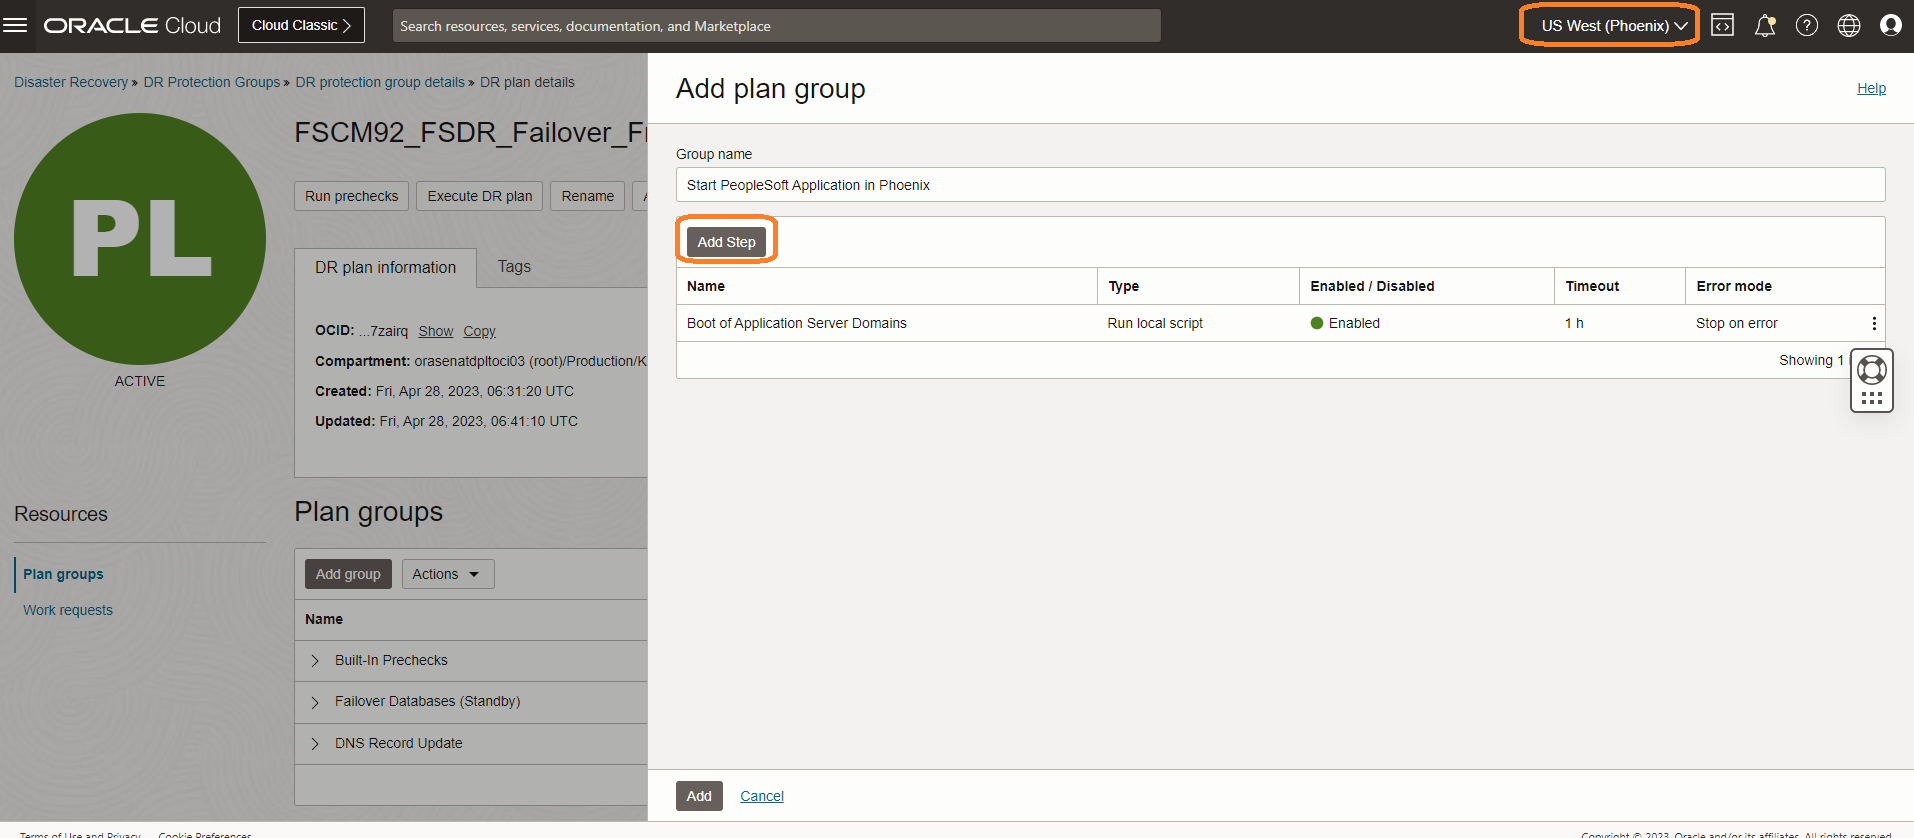 ORACLE Cloud
Cloud Classic
Search resources, services, documentation, and Marketplace
US West (Phoenix)
Disaster Recovery » DR Protection Groups » DR protection group details » DR plan details
PL
ACTIVE
FSCM92_FSDR_Failover_
Run prechecks
Execute DR plan
Rename
DR plan information
Tags
OCID: ...7zairq Show Copy
Compartment: orasenatdpltoci03 (root)/Production/K
Created: Fri, Apr 28, 2023, 06:31:20 UTC
Updated: Fri, Apr 28, 2023, 06:41:10 UTC
Resources
Plan groups
Work requests
Plan groups
Add group
Actions
Name
Built-In Prechecks
Failover Databases (Standby)
DNS Record Update
Add plan group
Help
Group name
Start PeopleSoft Application in Phoenix
Add Step
Name Type Enabled / Disabled Timeout Error mode
Boot of Application Server Domains Run local script Enabled 1 h Stop on error
Showing 1
Add
Cancel
Terms of Use and Privacy Cookie Preferences
Copyright © 2023, Oracle and/or its affiliates. All rights reserved.